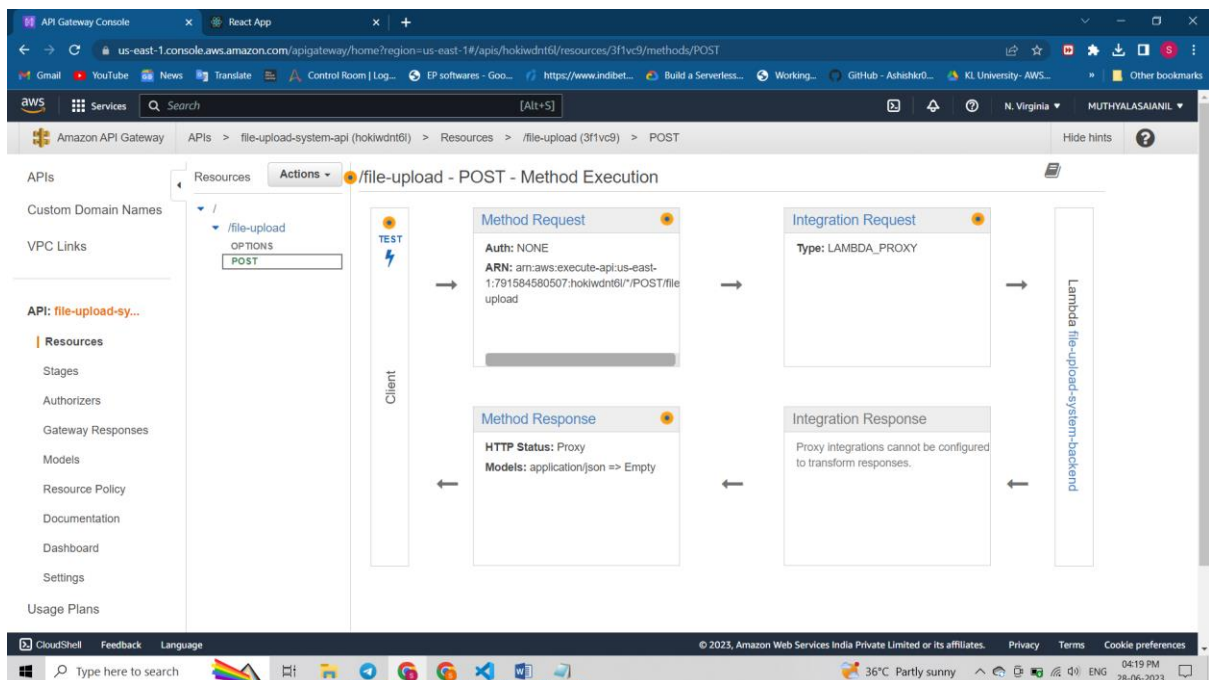 API Gateway Console
React App
us-east-1.console.aws.amazon.com/apigateway/home?region=us-east-1#/apis/hokiwdnt6l/resources/3f1vc9/methods/POST
Gmail YouTube News Translate Control Room | Log... EP softwares - Goo... https://www.indibet... Build a Serverless... Working... GitHub - Ashishkr0... KL University- AWS... » Other bookmarks
aws Services Search [Alt+S] N. Virginia MUTHYALASAIANIL
Amazon API Gateway APIs > file-upload-system-api (hokiwdnt6l) > Resources > /file-upload (3f1vc9) > POST Hide hints
APIs
Custom Domain Names
VPC Links
API: file-upload-sy...
Resources
Stages
Authorizers
Gateway Responses
Models
Resource Policy
Documentation
Dashboard
Settings
Usage Plans
Resources Actions
/
/file-upload
OPTIONS
POST
/file-upload - POST - Method Execution
TEST
Client
Method Request
Auth: NONE
ARN: arn:aws:execute-api:us-east-
1:791584580507:hokiwdnt6l/*/POST/file
upload
Integration Request
Type: LAMBDA_PROXY
Lambda file-upload-system-backend
Method Response
HTTP Status: Proxy
Models: application/json => Empty
Integration Response
Proxy integrations cannot be configured
to transform responses.
CloudShell Feedback Language © 2023, Amazon Web Services India Private Limited or its affiliates. Privacy Terms Cookie preferences
Type here to search 36°C Partly sunny ENG 04:19 PM
28-06-2023